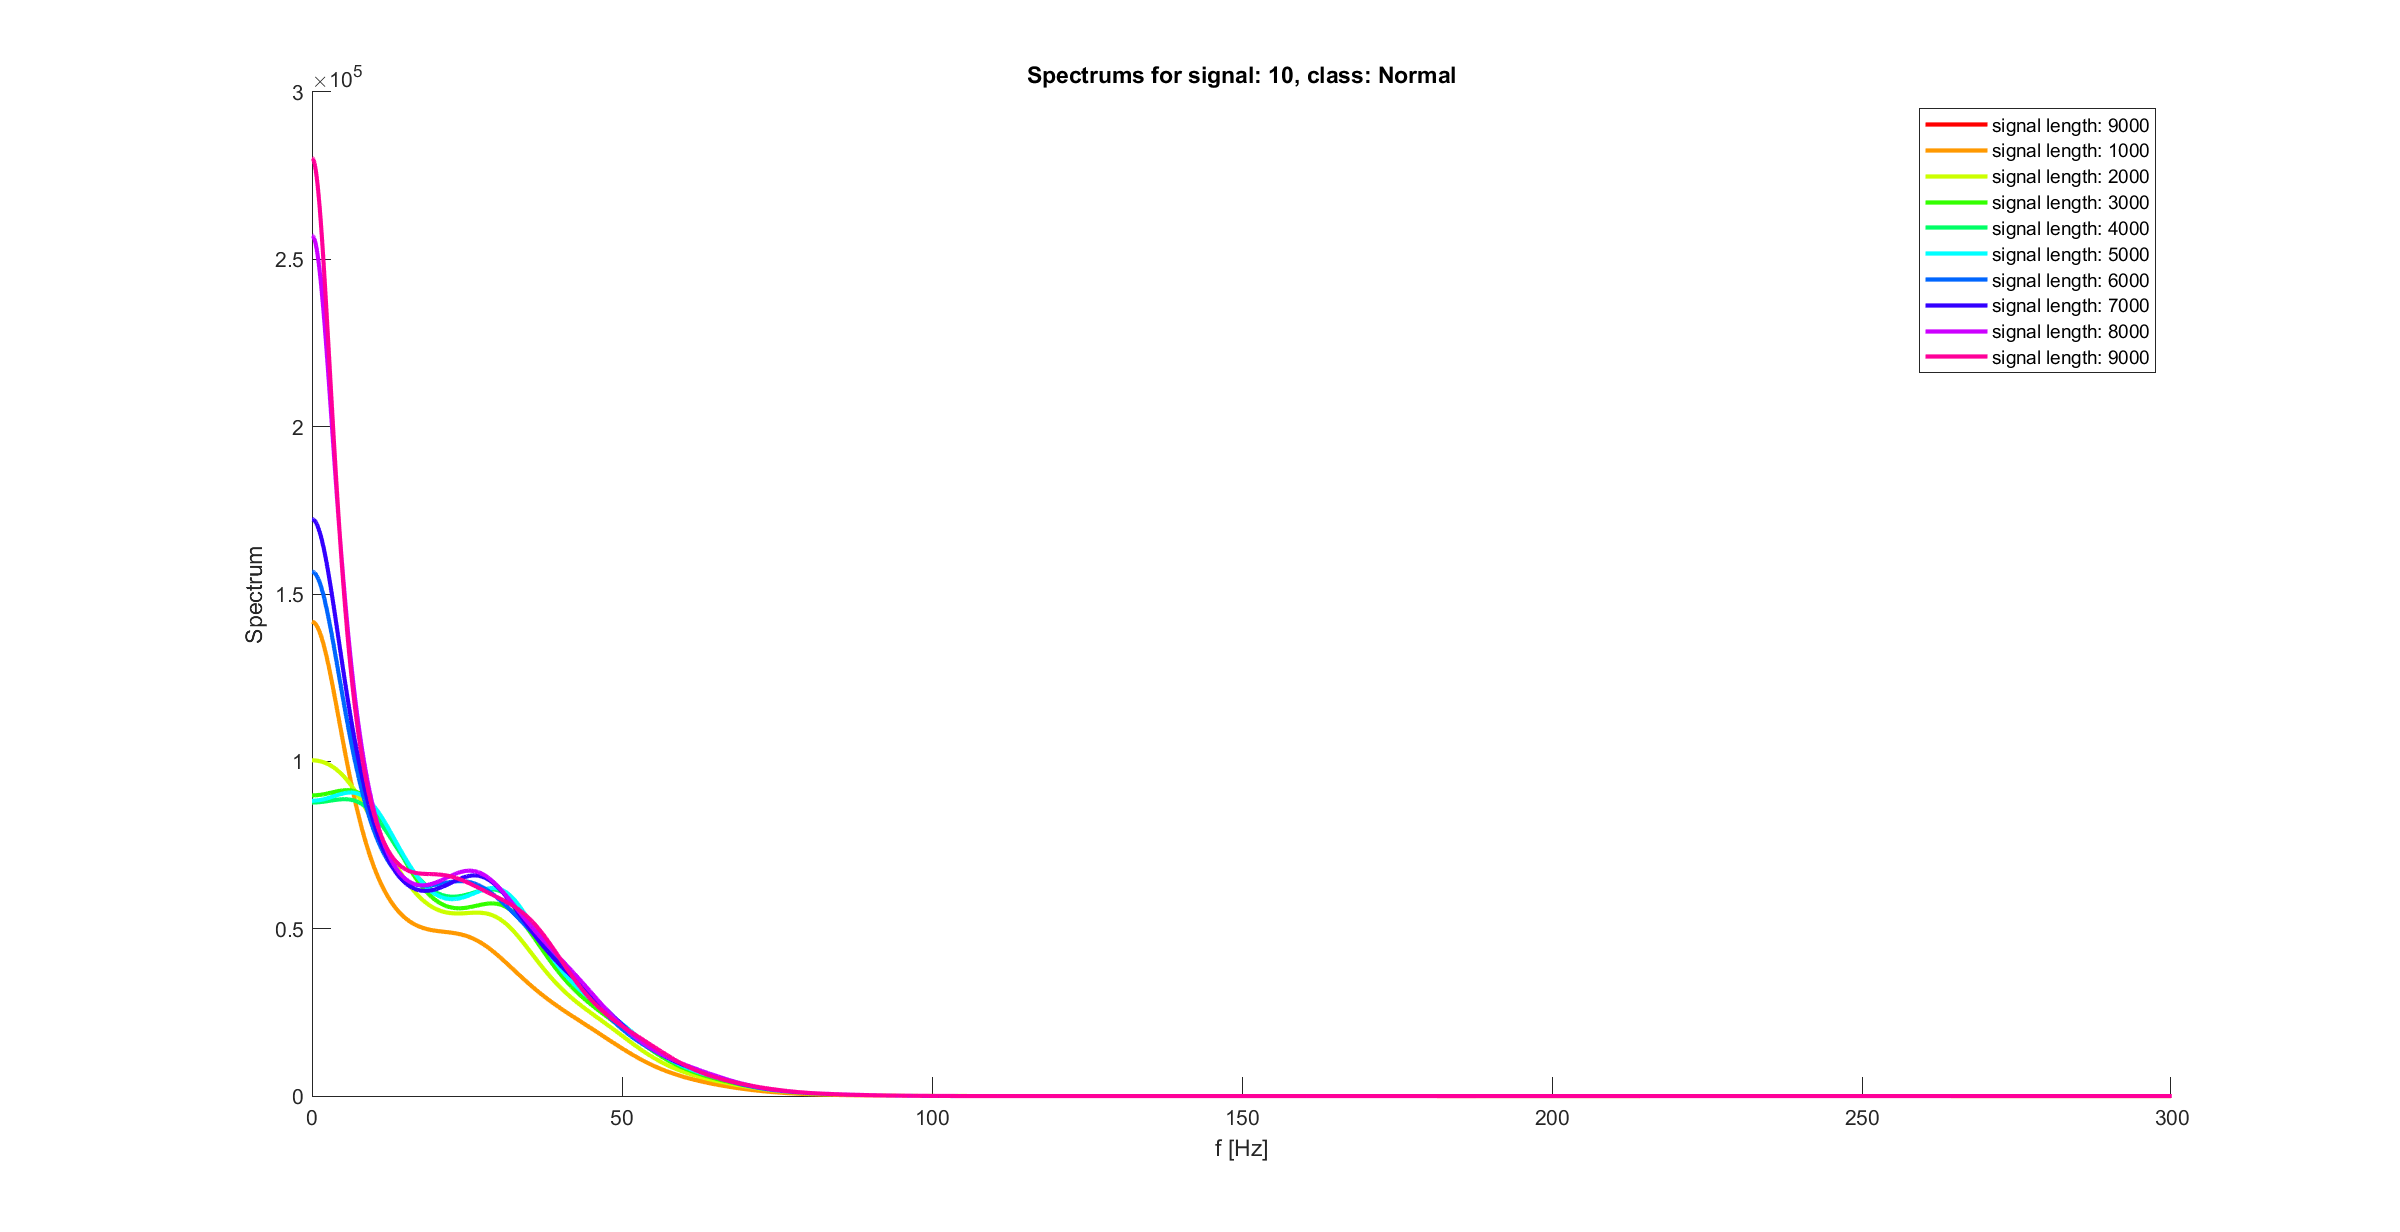 Spectrums for signal: 10, class: Normal
×10^5
3
2.5
2
1.5
1
0.5
0
Spectrum
0 50 100 150 200 250 300
f [Hz]
signal length: 9000
signal length: 1000
signal length: 2000
signal length: 3000
signal length: 4000
signal length: 5000
signal length: 6000
signal length: 7000
signal length: 8000
signal length: 9000